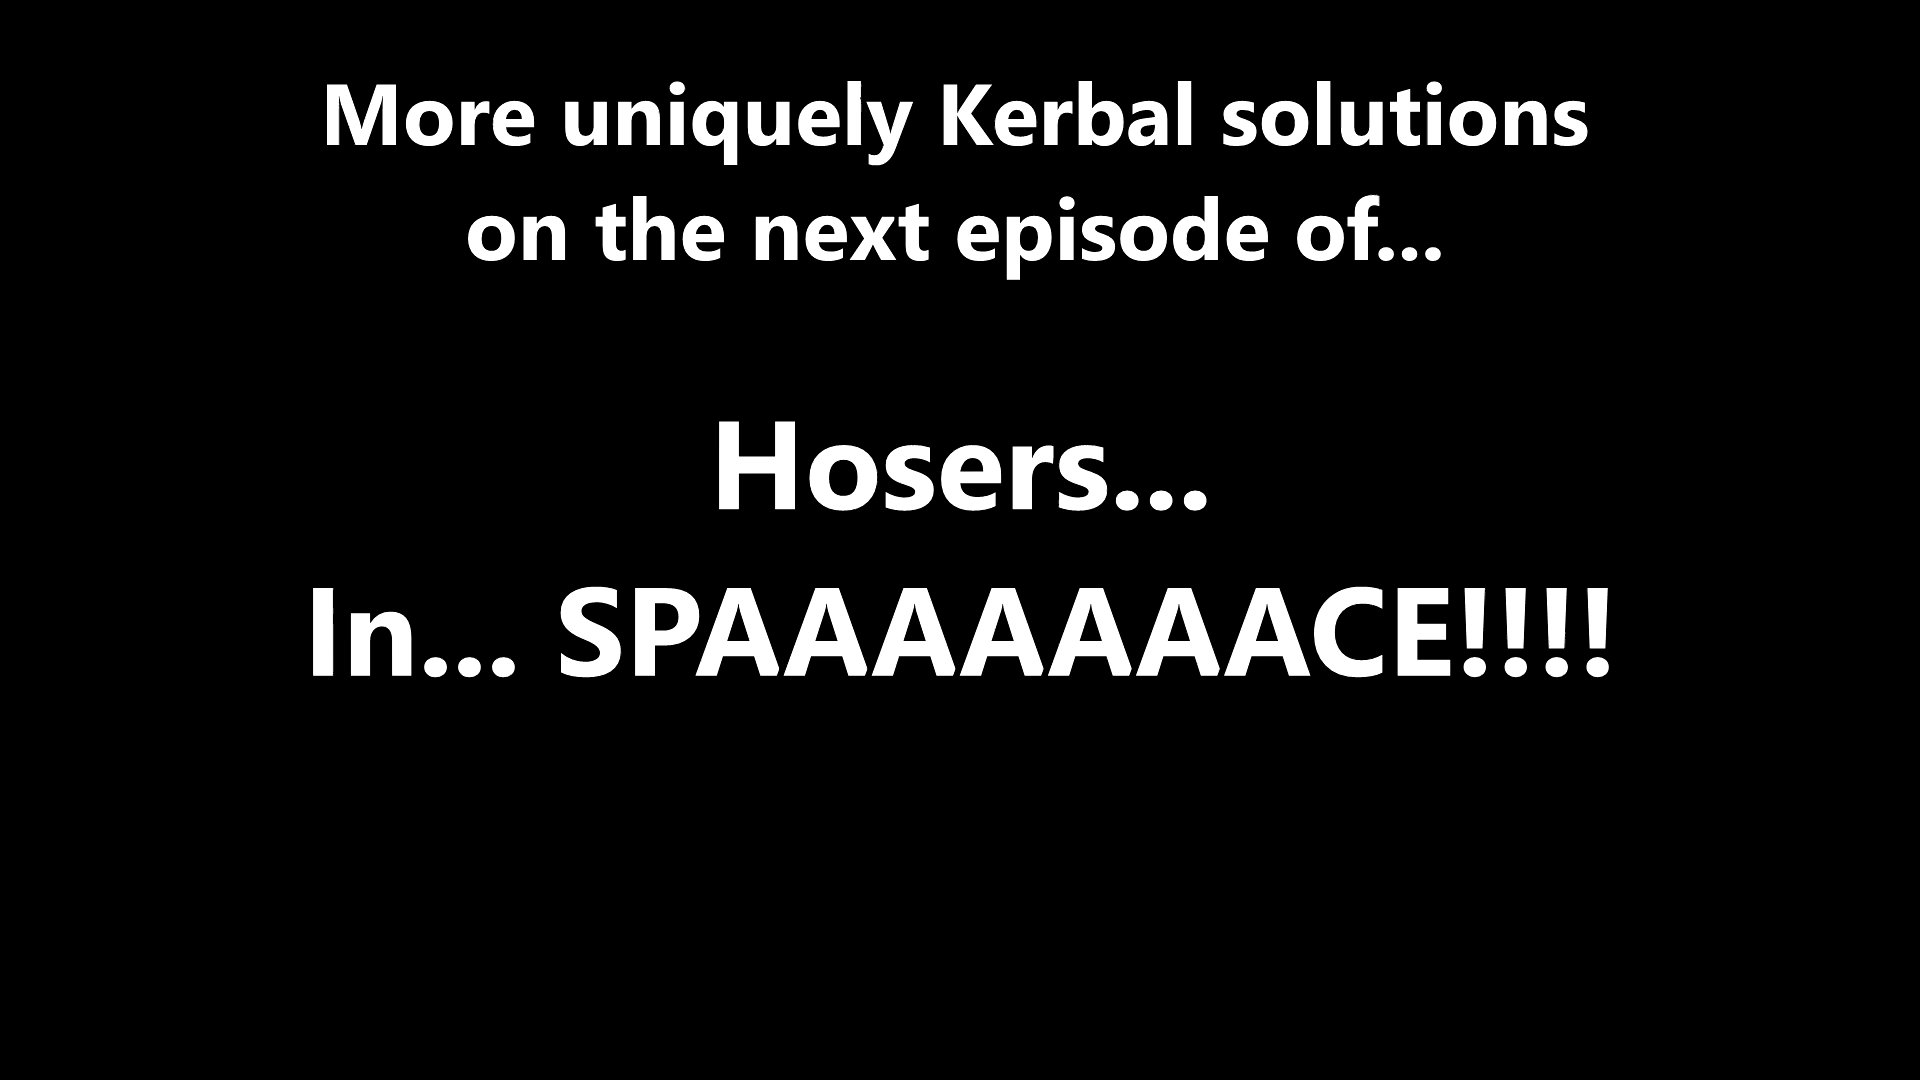 More uniquely Kerbal solutions
on the next episode of...
Hosers...
In... SPAAAAAAACE!!!!